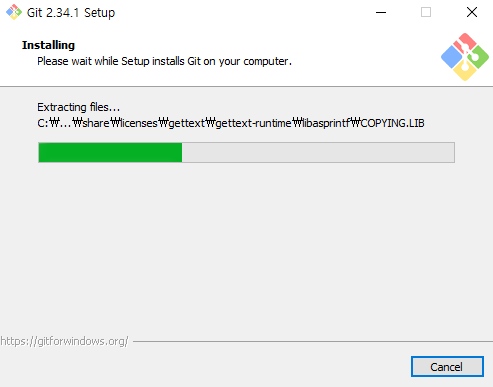 Git 2.34.1 Setup
Installing
Please wait while Setup installs Git on your computer.
Extracting files...
C:₩...₩share₩licenses₩gettext₩gettext-runtime₩libasprintf₩COPYING.LIB
https://gitforwindows.org/
Cancel